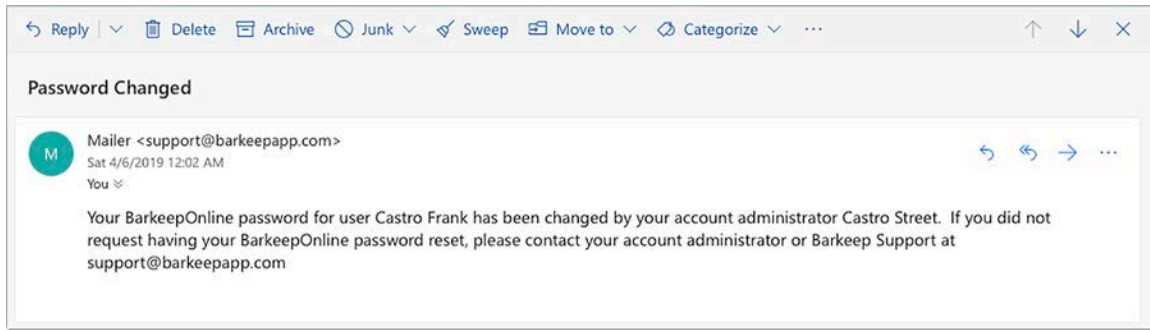 Reply Delete Archive Junk Sweep Move to Categorize ...
Password Changed
M
Mailer <support@barkeepapp.com>
Sat 4/6/2019 12:02 AM
You
Your BarkeepOnline password for user Castro Frank has been changed by your account administrator Castro Street.  If you did not
request having your BarkeepOnline password reset, please contact your account administrator or Barkeep Support at
support@barkeepapp.com